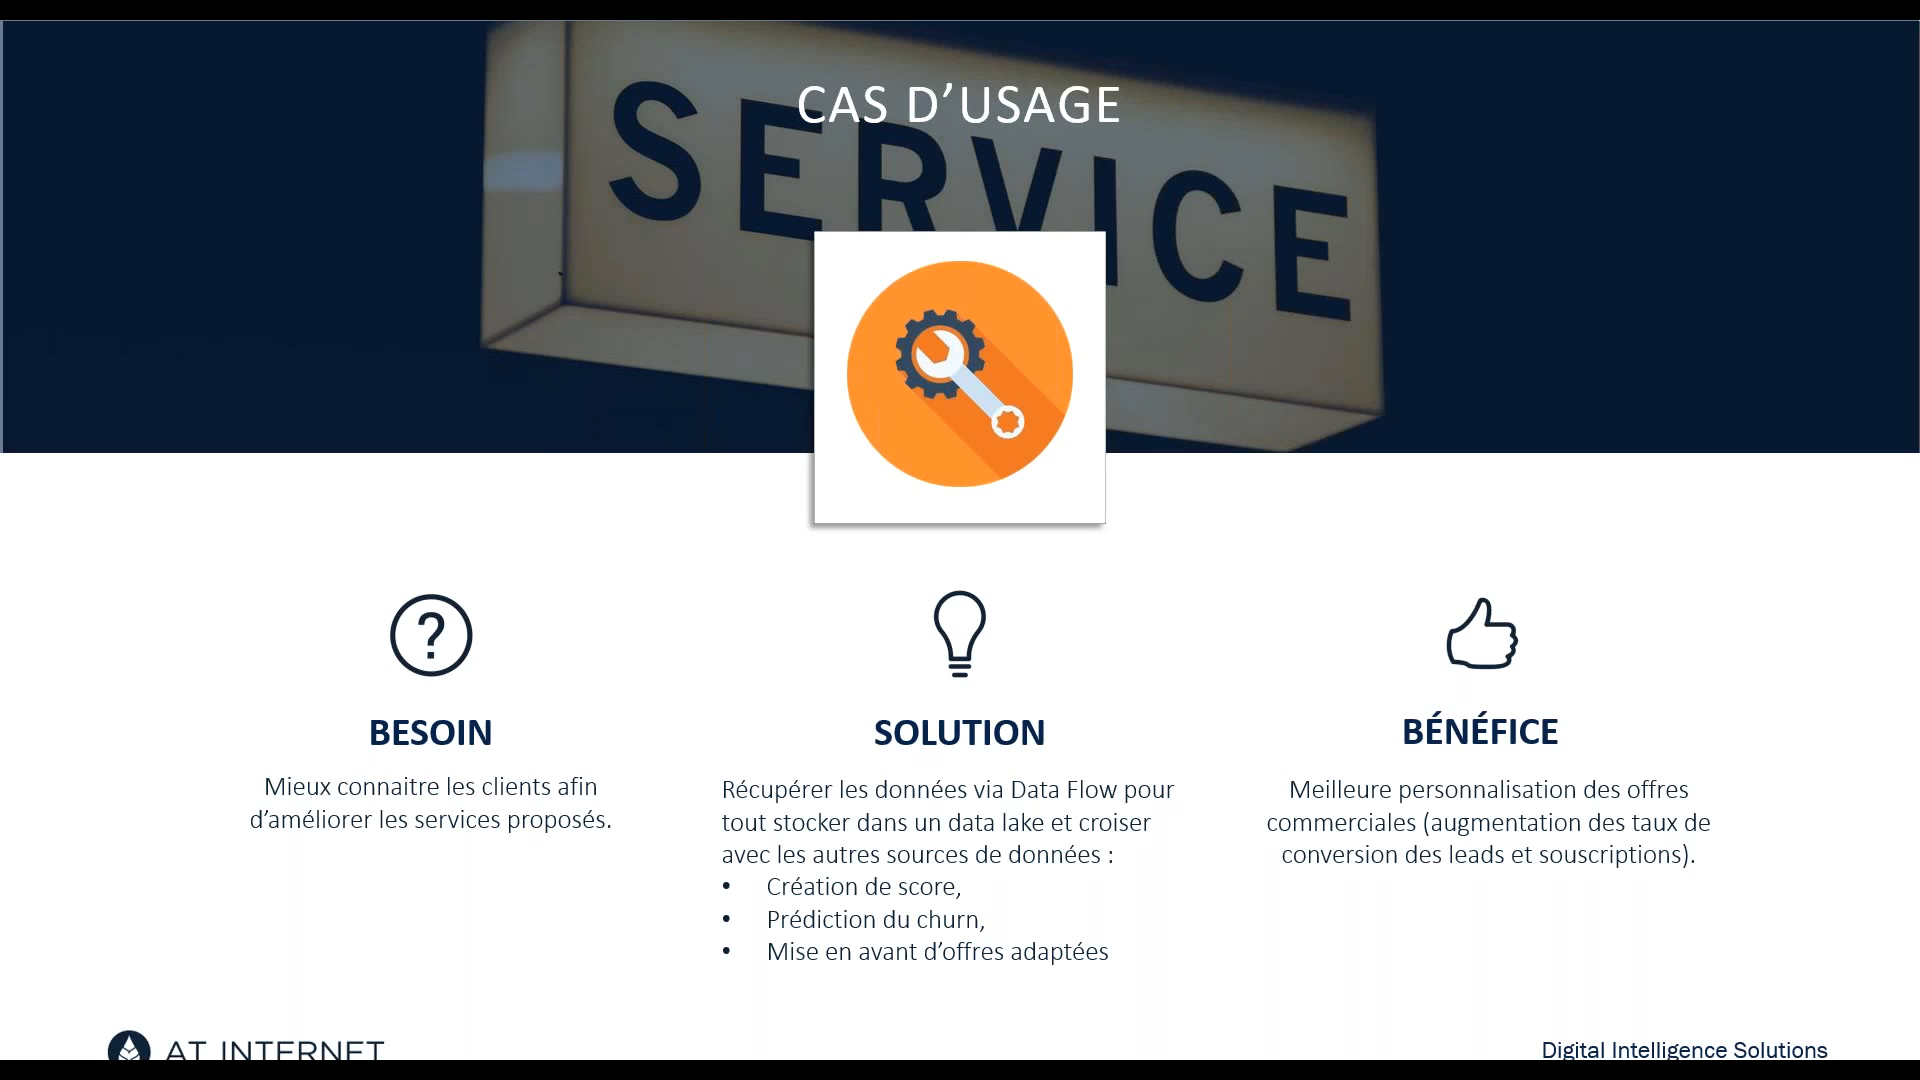 CAS D’USAGE
SERVICE
?
BESOIN
Mieux connaitre les clients afin
d’améliorer les services proposés.
SOLUTION
Récupérer les données via Data Flow pour
tout stocker dans un data lake et croiser
avec les autres sources de données :
• Création de score,
• Prédiction du churn,
• Mise en avant d’offres adaptées
BÉNÉFICE
Meilleure personnalisation des offres
commerciales (augmentation des taux de
conversion des leads et souscriptions).
AT INTERNET
Digital Intelligence Solutions